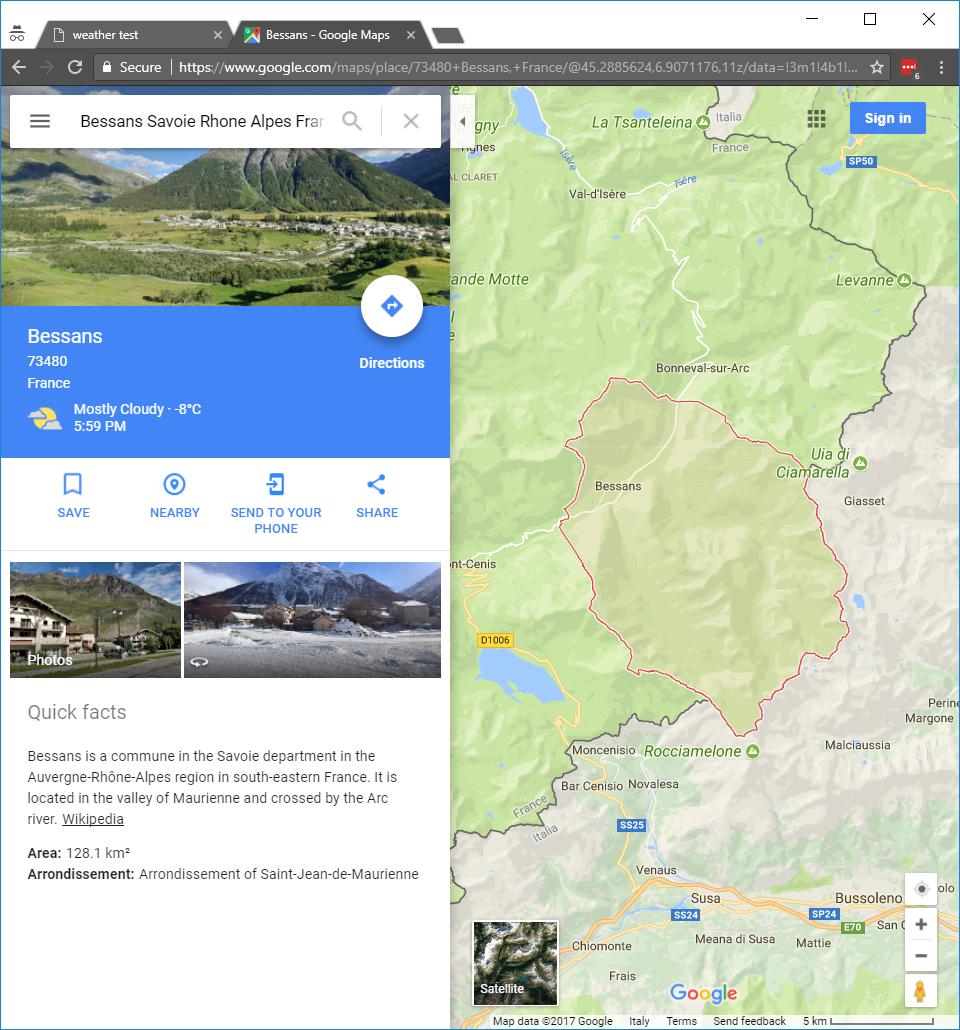 weather test
Bessans - Google Maps
Secure
https://www.google.com/maps/place/73480+Bessans,+France/@45.2885624,6.9071176,11z/data=!3m1!4b1!...
6
Bessans Savoie Rhone Alpes Fran
Sign in
Bessans
73480
France
Directions
Mostly Cloudy · -8°C
5:59 PM
SAVE
NEARBY
SEND TO YOUR
PHONE
SHARE
Photos
Quick facts
Bessans is a commune in the Savoie department in the
Auvergne-Rhône-Alpes region in south-eastern France. It is
located in the valley of Maurienne and crossed by the Arc
river. Wikipedia
Area: 128.1 km²
Arrondissement: Arrondissement of Saint-Jean-de-Maurienne
La Tsanteleina
Italia
France
SP50
AL CLARET
Isère
Isère
Val-d'Isère
ande Motte
Levanne
Bonneval-sur-Arc
Uia di
Ciamarella
Bessans
Giasset
nt-Cenis
D1006
Perine
Margone
Malciaussia
Moncenisio
Rocciamelone
Bar Cenisio
Novalesa
France
Italia
SS25
Venaus
Susa
Bussoleno
SS24
SP24
E70
San
Meana di Susa
Mattie
Chiomonte
Frais
Satellite
Google
Map data ©2017 Google
Italy
Terms
Send feedback
5 km